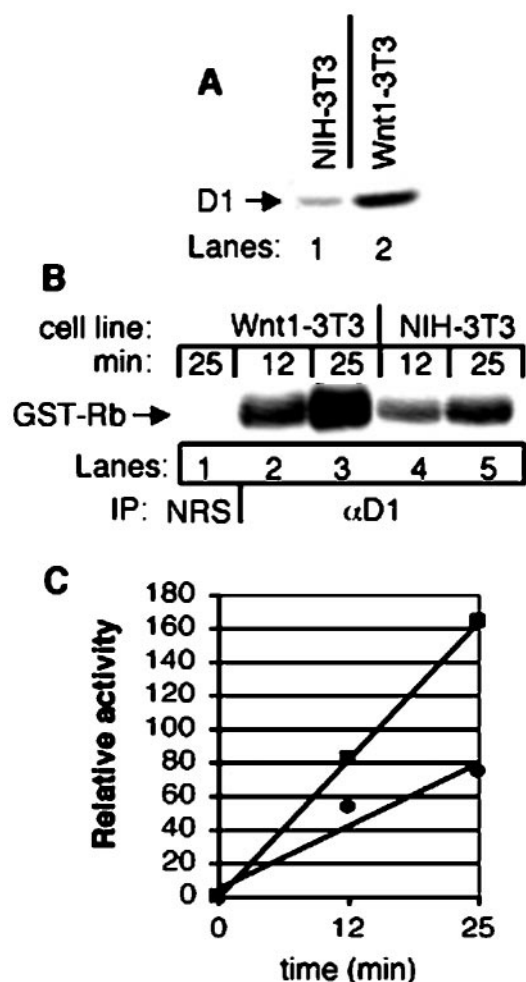 A
NIH-3T3
Wnt1-3T3
D1
Lanes: 1 2
B
cell line: Wnt1-3T3 NIH-3T3
min: 25 12 25 12 25
GST-Rb
Lanes: 1 2 3 4 5
IP: NRS αD1
C
Relative activity
180
160
140
120
100
80
60
40
20
0
0 12 25
time (min)